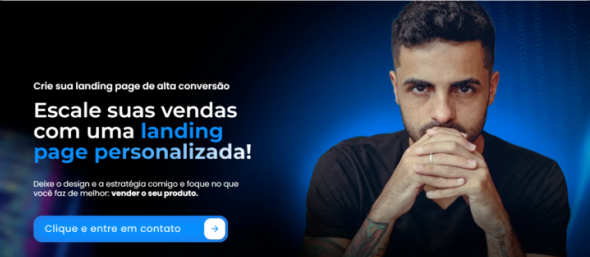 Crie sua landing page de alta conversão
Escale suas vendas
com uma landing
page personalizada!
Deixe o design e a estratégia comigo e foque no que
você faz de melhor: vender o seu produto.
Clique e entre em contato